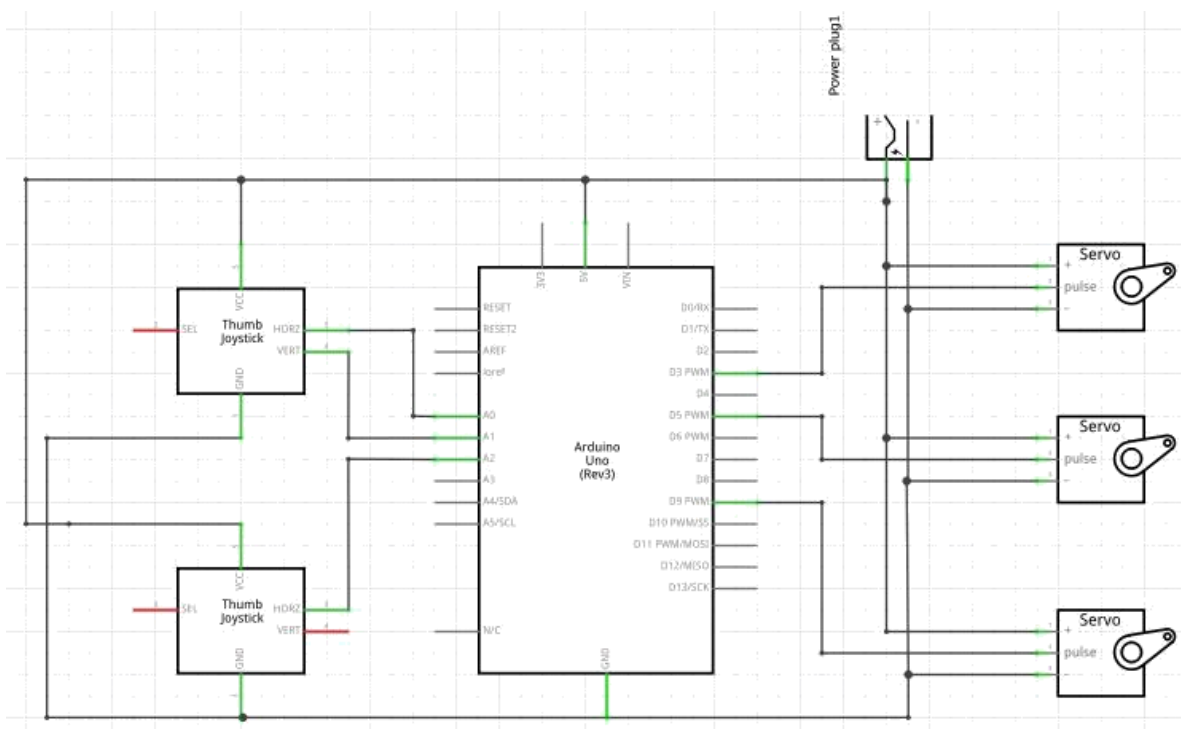 Power plug1
+ -
3V3 5V VIN
VCC
SEL
Thumb
Joystick
HORZ
VERT
GND
RESET
RESET2
AREF
ioref
A0
A1
A2
A3
A4/SDA
A5/SCL
N/C
Arduino
Uno
(Rev3)
GND
D0/RX
D1/TX
D2
D3 PWM
D4
D5 PWM
D6 PWM
D7
D8
D9 PWM
D10 PWM/SS
D11 PWM/MOSI
D12/MISO
D13/SCK
VCC
SEL
Thumb
Joystick
HORZ
VERT
GND
Servo
+
pulse
-
Servo
+
pulse
-
Servo
+
pulse
-